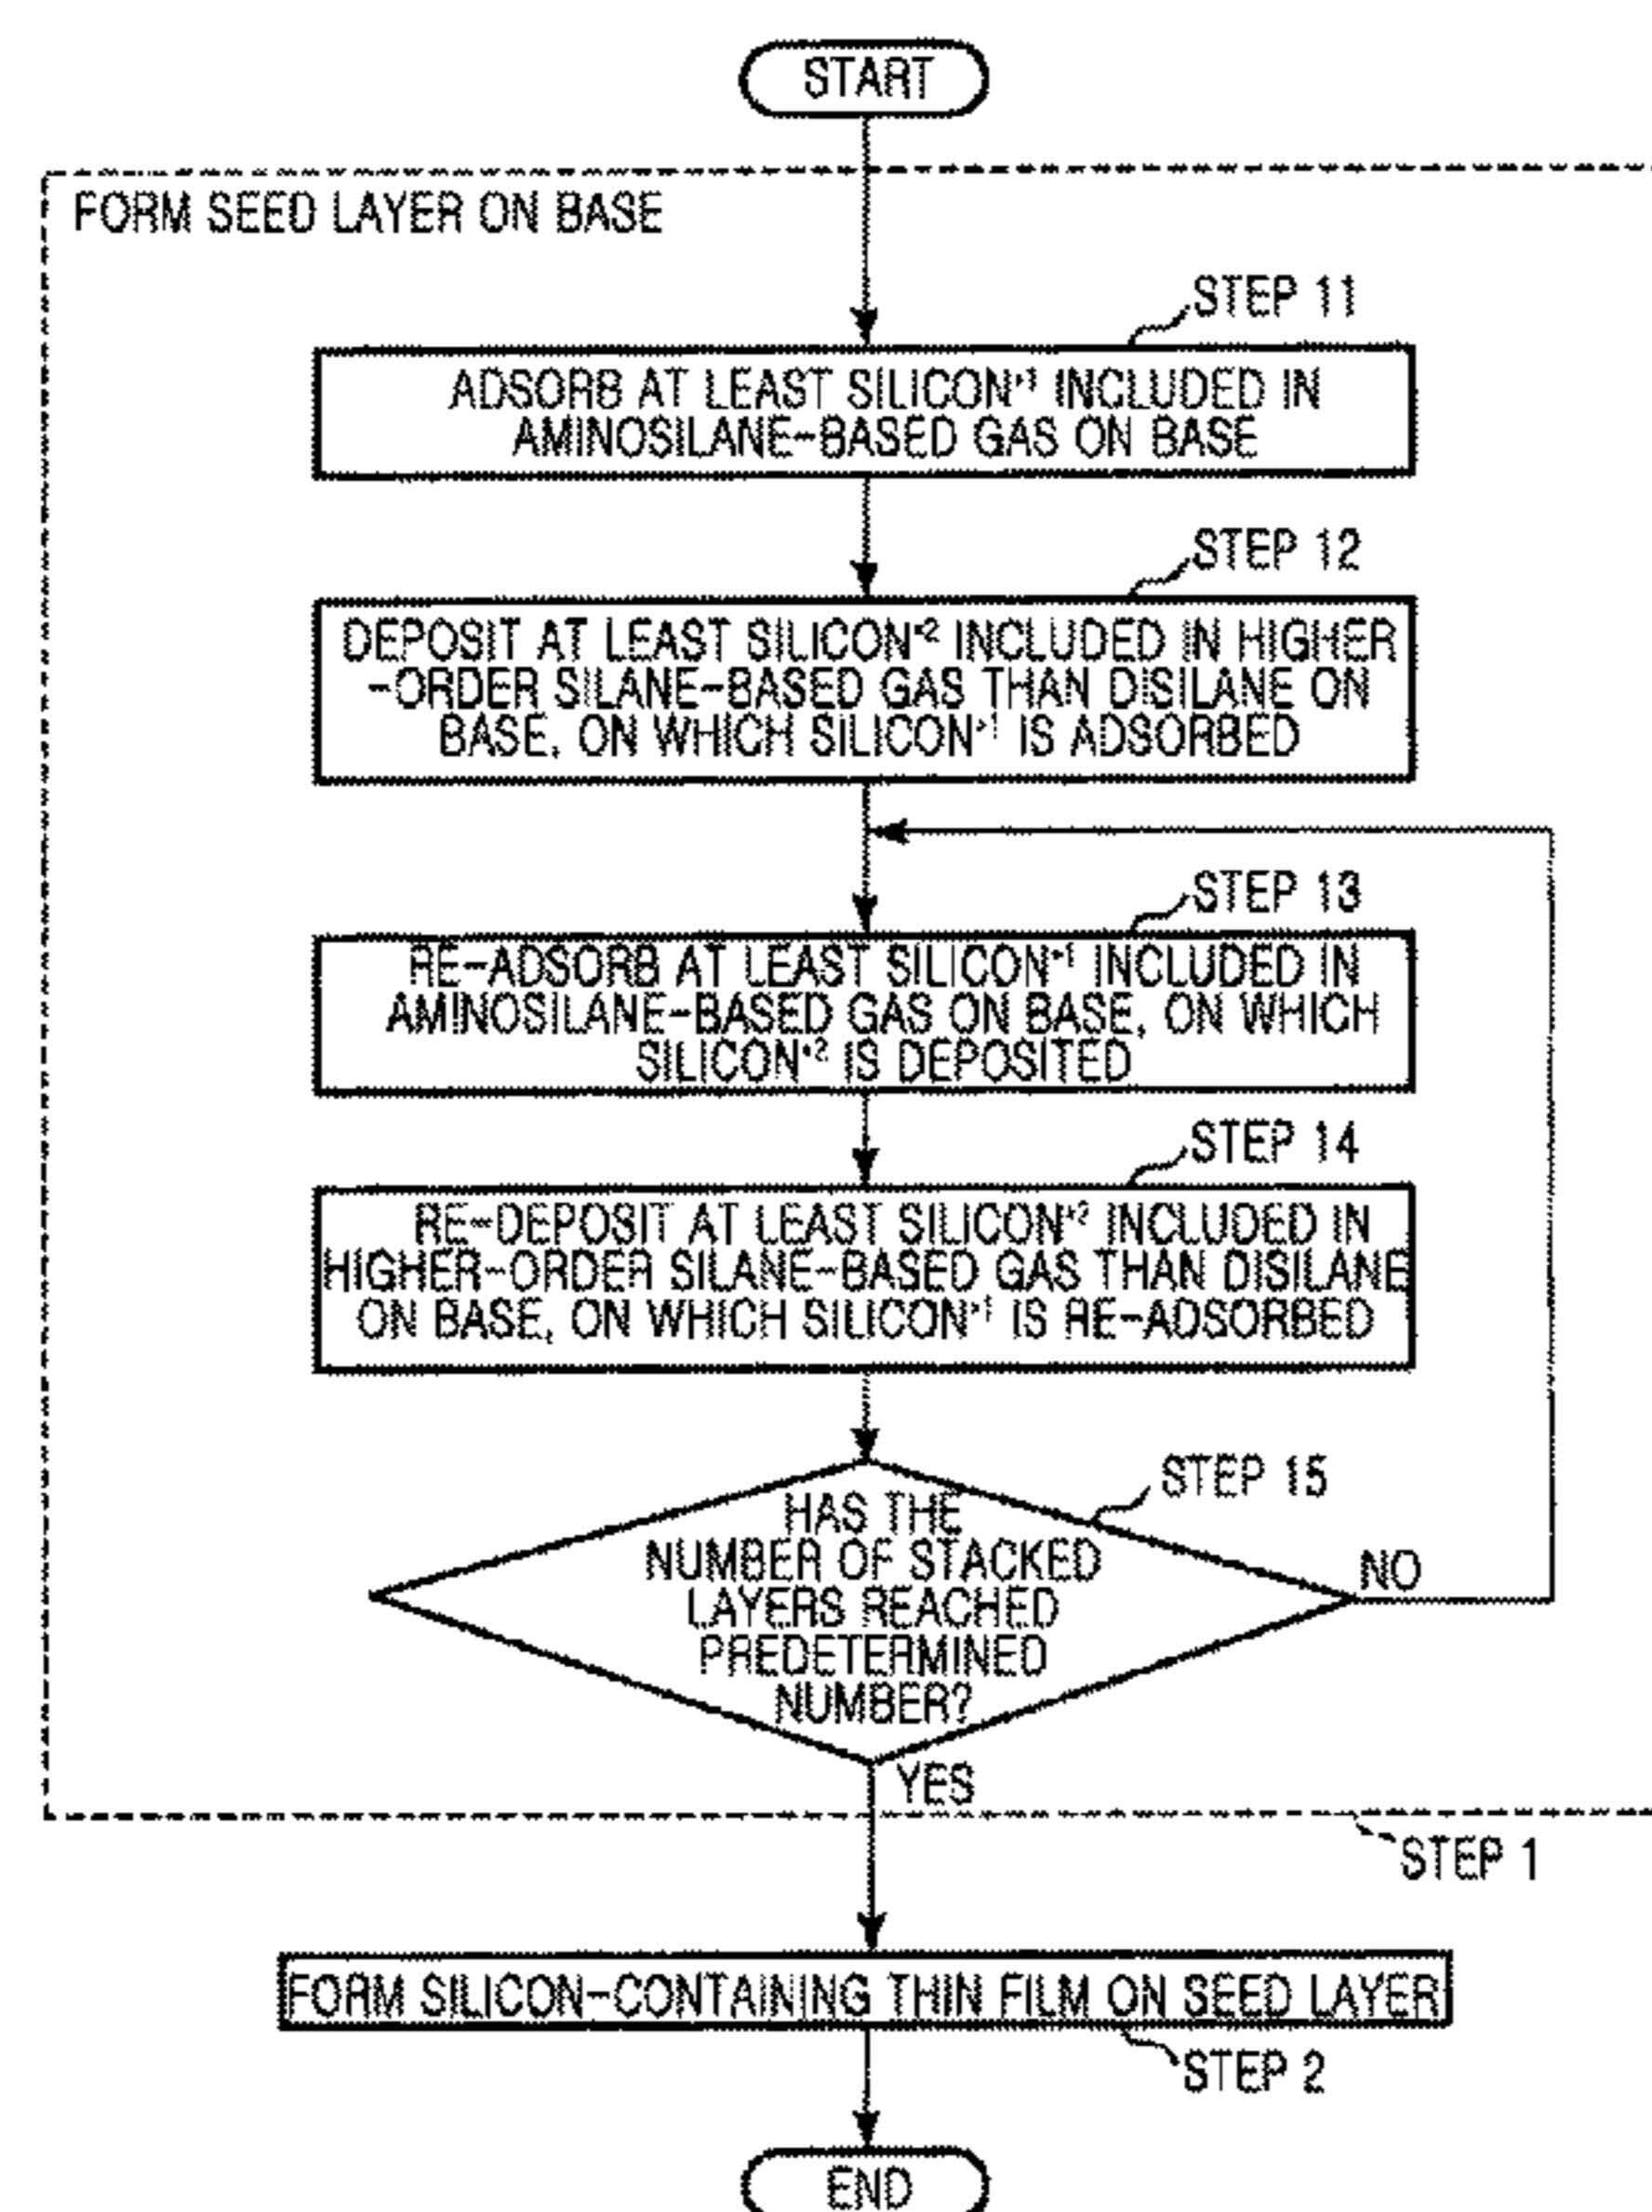 START
FORM SEED LAYER ON BASE
STEP 11
ADSORB AT LEAST SILICON*1 INCLUDED IN
AMINOSILANE-BASED GAS ON BASE
STEP 12
DEPOSIT AT LEAST SILICON*2 INCLUDED IN HIGHER
-ORDER SILANE-BASED GAS THAN DISILANE ON
BASE, ON WHICH SILICON*1 IS ADSORBED
STEP 13
RE-ADSORB AT LEAST SILICON*1 INCLUDED IN
AMINOSILANE-BASED GAS ON BASE, ON WHICH
SILICON*2 IS DEPOSITED
STEP 14
RE-DEPOSIT AT LEAST SILICON*2 INCLUDED IN
HIGHER-ORDER SILANE-BASED GAS THAN DISILANE
ON BASE, ON WHICH SILICON*1 IS RE-ADSORBED
STEP 15
HAS THE
NUMBER OF STACKED
LAYERS REACHED
PREDETERMINED
NUMBER?
NO
YES
STEP 1
FORM SILICON-CONTAINING THIN FILM ON SEED LAYER
STEP 2
END